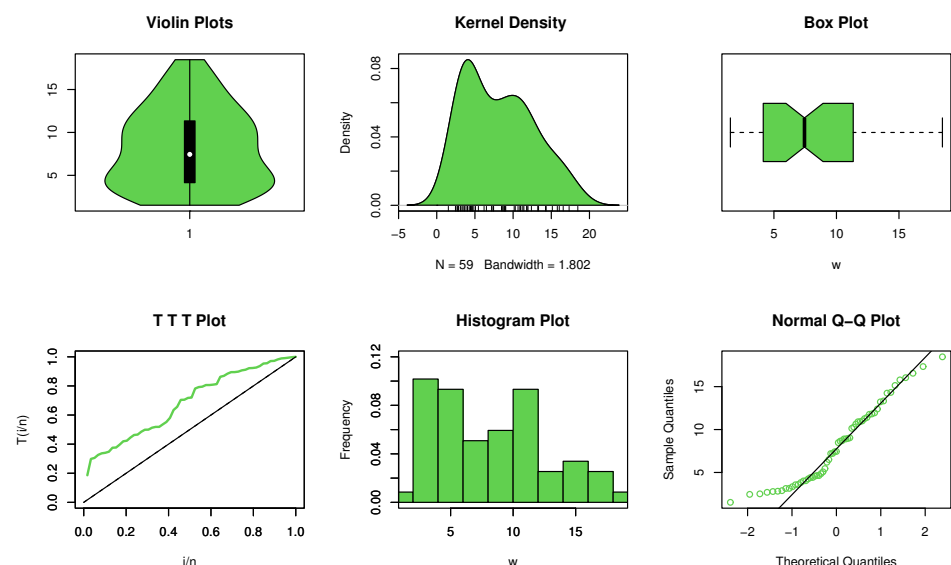 Violin Plots
15
10
5
1
Kernel Density
Density
0.08
0.04
0.00
−5 0 5 10 15 20
N = 59 Bandwidth = 1.802
Box Plot
5 10 15
w
T T T Plot
T(i/n)
1.0
0.8
0.6
0.4
0.2
0.0
0.0 0.2 0.4 0.6 0.8 1.0
i/n
Histogram Plot
Frequency
0.12
0.08
0.04
0.00
5 10 15
w
Normal Q−Q Plot
Sample Quantiles
15
10
5
−2 −1 0 1 2
Theoretical Quantiles